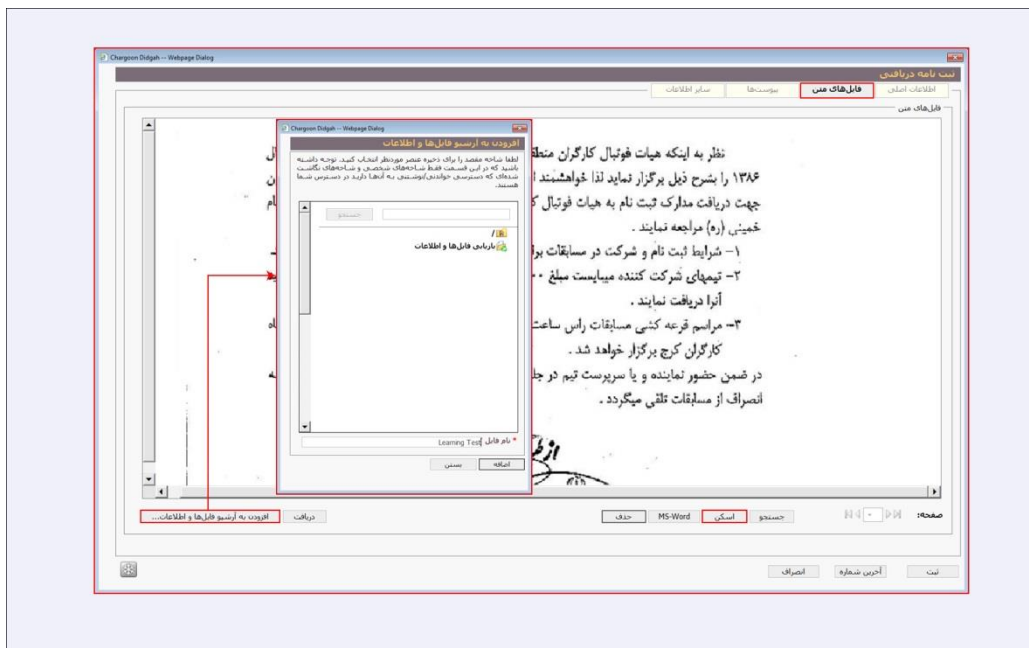 Chargoon Didgah -- Webpage Dialog
ثبت نامه دریافتی
اطلاعات اصلی
فایل‌های متن
پیوست‌ها
سایر اطلاعات
فایل‌های متن
نظر به اینکه هیات فوتبال کارگران
۱۳۸۶ را بشرح ذیل برگزار نماید لذا خواهشمند
جهت دریافت مدارک ثبت نام به هیات فوتبال
خمینی (ره) مراجعه نمایند .
۱- شرایط ثبت نام و شرکت در مسابقات
۲- تیمهای شرکت کننده میبایست مبلغ
آنرا دریافت نمایند .
۳- مراسم قرعه کشی مسابقات راس ساعت
کارگران کرج برگزار خواهد شد .
در ضمن حضور نماینده و یا سرپرست تیم در
انصراف از مسابقات تلقی میگردد .
Chargoon Didgah -- Webpage Dialog
افزودن به آرشیو فایل‌ها و اطلاعات
لطفا شاخه مقصد را برای ذخیره عنصر موردنظر انتخاب کنید. توجه داشته
باشید که در این قسمت فقط شاخه‌های شخصی و شاخه‌های نگاشت
شده‌ای که دسترسی خواندنی/نوشتنی به آنها دارید در دسترس شما
هستند.
جستجو
/
بازیابی فایل‌ها و اطلاعات
* نام فایل Learning Test
اضافه
بستن
صفحه:
جستجو
اسکن
MS-Word
حذف
دریافت
افزودن به آرشیو فایل‌ها و اطلاعات...
ثبت
آخرین شماره
انصراف